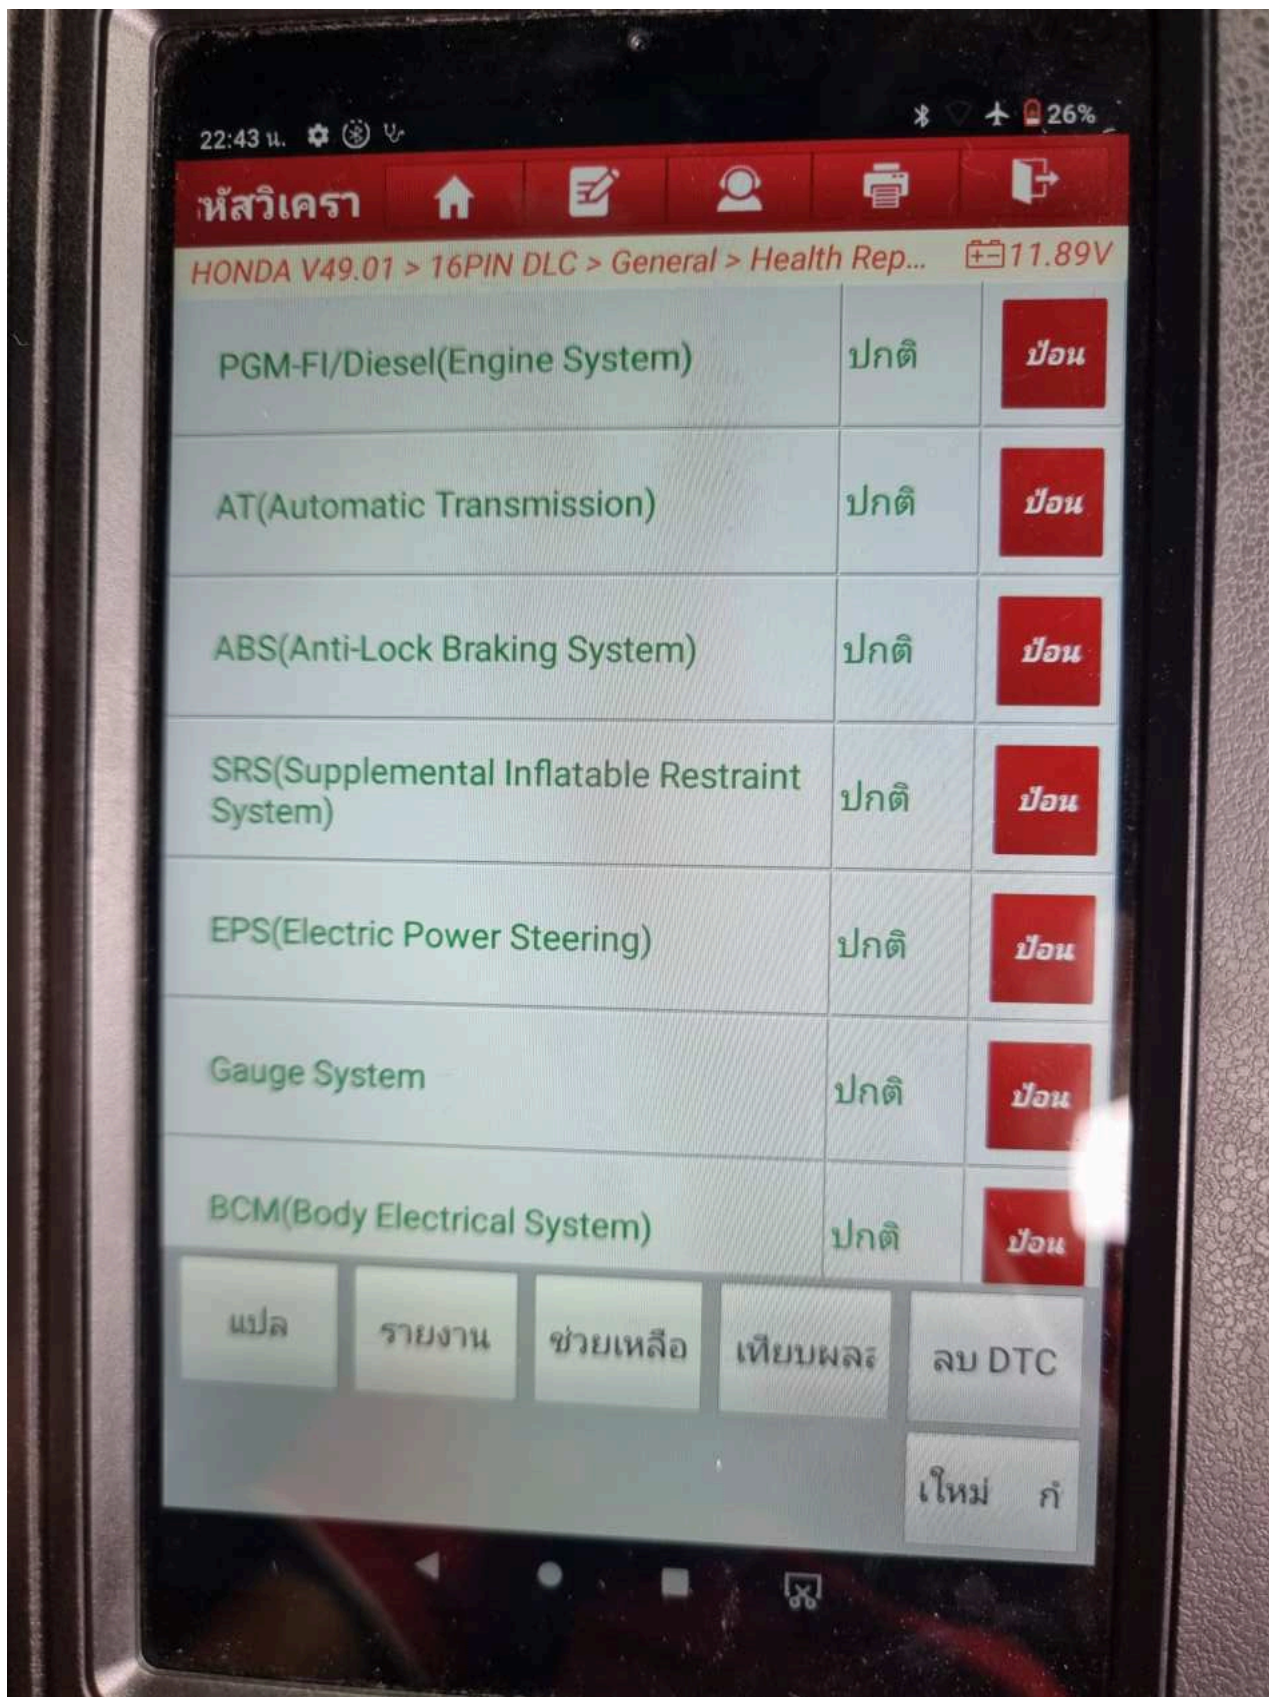 22:43 น.
26%
หัสวิเครา
HONDA V49.01 > 16PIN DLC > General > Health Rep...
11.89V
PGM-FI/Diesel(Engine System)
ปกติ
ป้อน
AT(Automatic Transmission)
ปกติ
ป้อน
ABS(Anti-Lock Braking System)
ปกติ
ป้อน
SRS(Supplemental Inflatable Restraint
System)
ปกติ
ป้อน
EPS(Electric Power Steering)
ปกติ
ป้อน
Gauge System
ปกติ
ป้อน
BCM(Body Electrical System)
ปกติ
ป้อน
แปล
รายงาน
ช่วยเหลือ
เทียบผลa
ลบ DTC
เใหม่ กํ